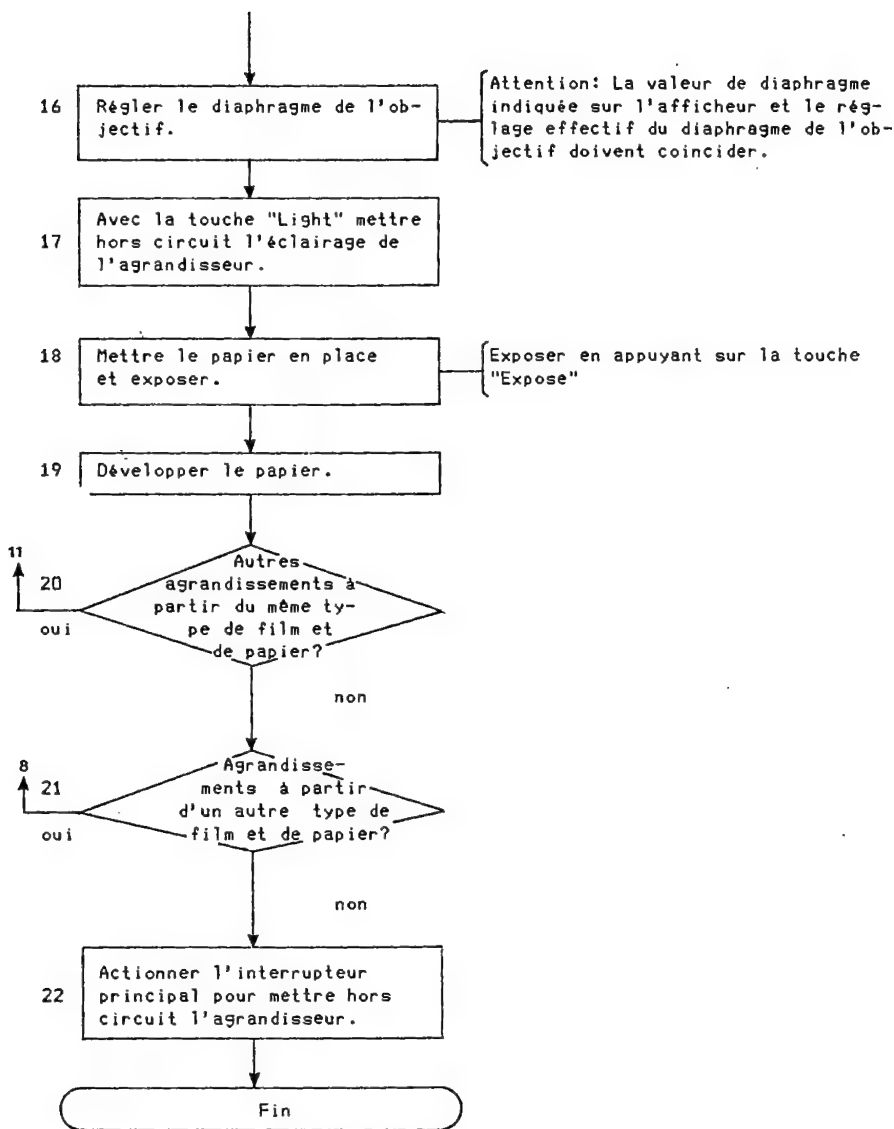 16
Régler le diaphragme de l'ob-
jectif.
Attention: La valeur de diaphragme
indiquée sur l'afficheur et le rég-
lage effectif du diaphragme de l'ob-
jectif doivent coincider.
17
Avec la touche "Light" mettre
hors circuit l'éclairage de
l'agrandisseur.
18
Mettre le papier en place
et exposer.
Exposer en appuyant sur la touche
"Expose"
19
Développer le papier.
11
20
oui
Autres
agrandissements à
partir du même ty-
pe de film et
de papier?
non
8
21
oui
Agrandisse-
ments à partir
d'un autre type de
film et de papier?
non
22
Actionner l'interrupteur
principal pour mettre hors
circuit l'agrandisseur.
Fin